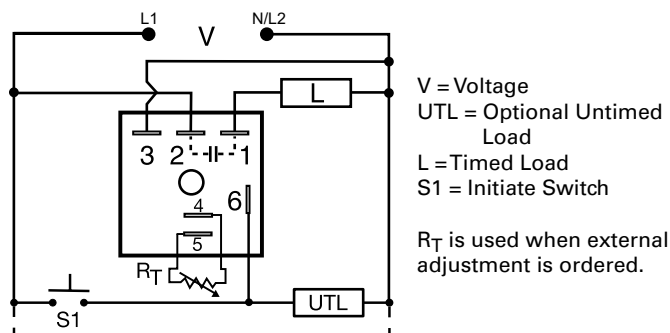 L1
V
N/L2
L
3
2
1
6
4
5
RT
S1
UTL
V = Voltage
UTL = Optional Untimed
Load
L = Timed Load
S1 = Initiate Switch
RT is used when external
adjustment is ordered.